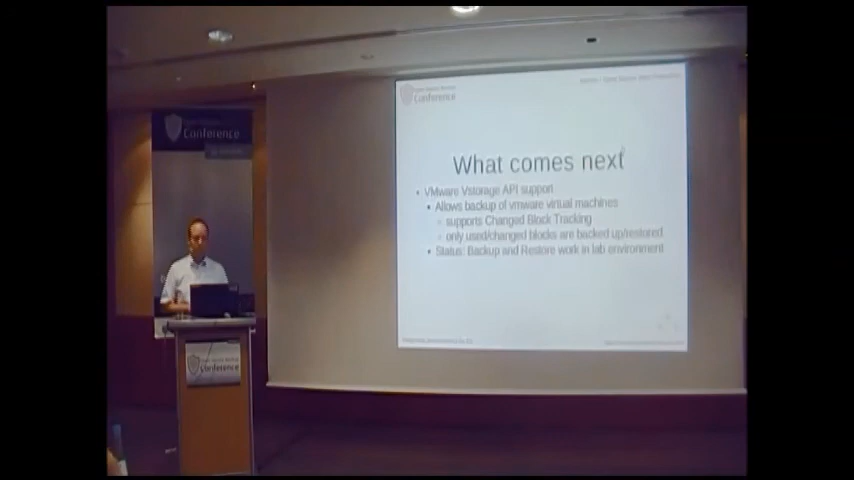 Conference
Conference
Conference
What comes next
VMware Vstorage API support
Allows backup of vmware virtual machines
supports Changed Block Tracking
only used/changed blocks are backed up/restored
Status: Backup and Restore work in lab environment